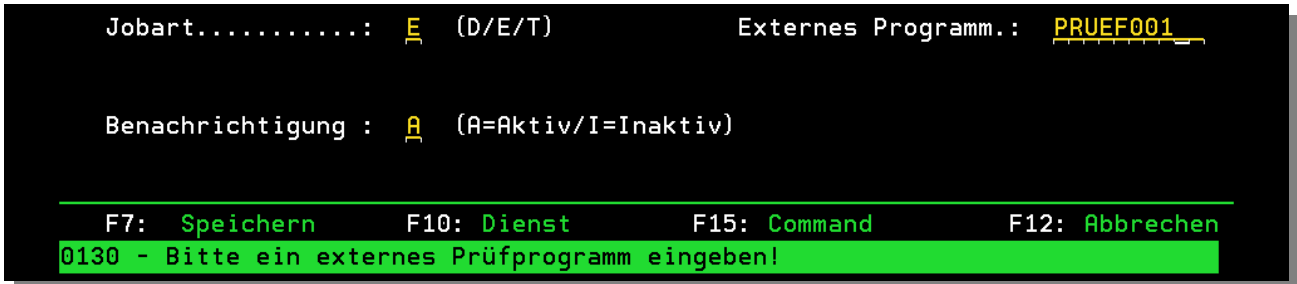 Jobart...........: E (D/E/T) Externes Programm.: PRUEF001
Benachrichtigung : A (A=Aktiv/I=Inaktiv)
F7: Speichern F10: Dienst F15: Command F12: Abbrechen
0130 - Bitte ein externes Prüfprogramm eingeben!